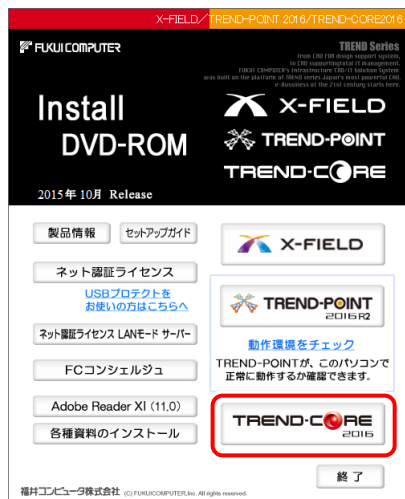 X-FIELD／TREND-POINT 2016/TREND-CORE2016
FUKUI COMPUTER
TREND Series
from CAD FOR design support system,
to CAD supportingtotal IT management.
FUKUI COMPUTER's infrastructure CAD/IT Solution System
was built on the platform of TREND series Japan's most powerful CAD.
e-Bussiness of the 21st century starts here.
Install
DVD-ROM
X-FIELD
TREND-POINT
TREND-CORE
2015年 10月 Release
製品情報
セットアップガイド
X-FIELD
ネット認証ライセンス
USBプロテクトを
お使いの方はこちらへ
TREND-POINT
2016R2
ネット認証ライセンス LANモード サーバー
動作環境をチェック
TREND-POINTが、このパソコンで
正常に動作するか確認できます。
FCコンシェルジュ
Adobe Reader XI (11.0)
TREND-CORE
2016
各種資料のインストール
終了
福井コンピュータ株式会社 (C) FUKUICOMPUTER,Inc. All rights reserved.